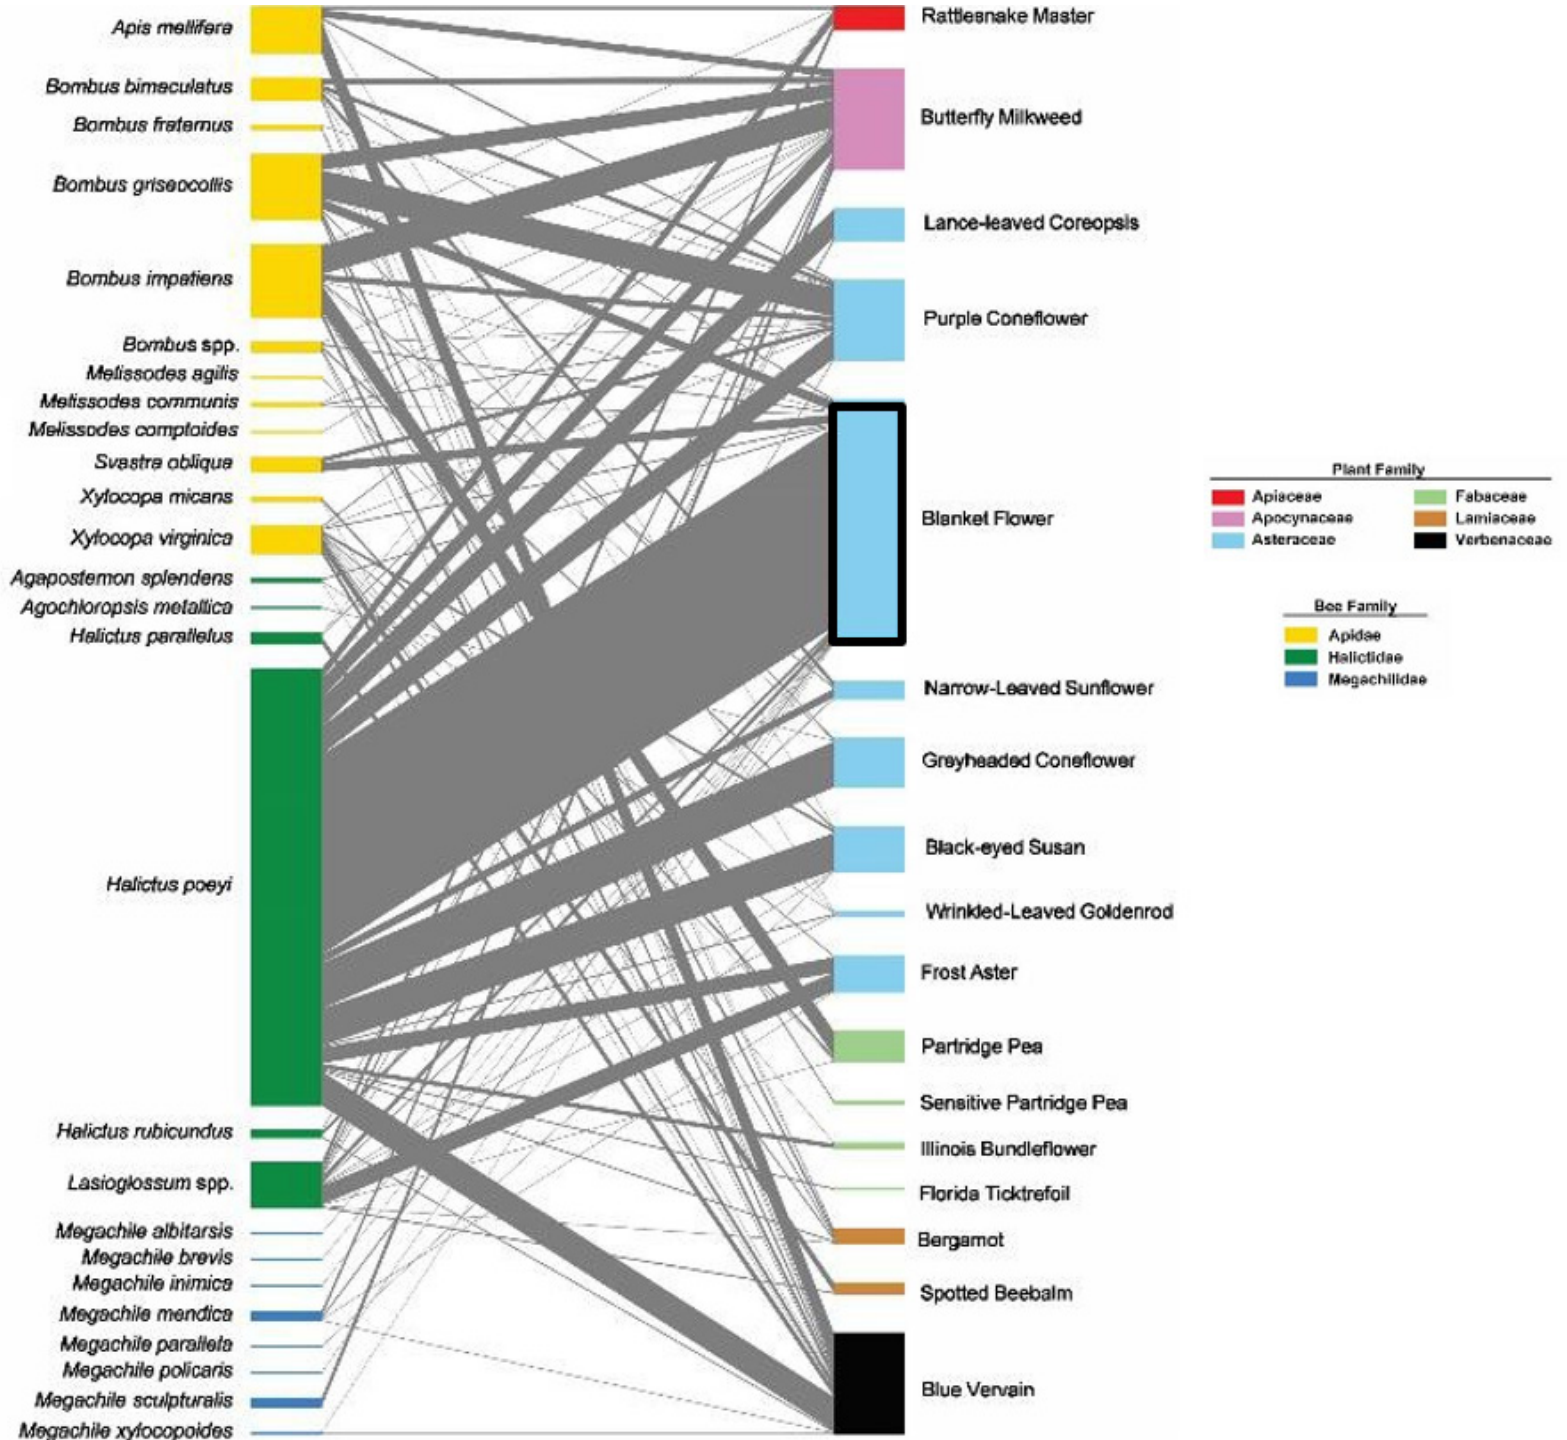 Apis mellifera
Bombus bimaculatus
Bombus fraternus
Bombus griseocollis
Bombus impatiens
Bombus spp.
Melissodes agilis
Melissodes communis
Melissodes comptoides
Svastra obliqua
Xylocopa micans
Xylocopa virginica
Agapostemon splendens
Agochloropsis metallica
Halictus parallelus
Halictus poeyi
Halictus rubicundus
Lasioglossum spp.
Megachile albitarsis
Megachile brevis
Megachile inimica
Megachile mendica
Megachile parallela
Megachile policaris
Megachile sculpturalis
Megachile xylocopoides
Rattlesnake Master
Butterfly Milkweed
Lance-leaved Coreopsis
Purple Coneflower
Blanket Flower
Narrow-Leaved Sunflower
Greyheaded Coneflower
Black-eyed Susan
Wrinkled-Leaved Goldenrod
Frost Aster
Partridge Pea
Sensitive Partridge Pea
Illinois Bundleflower
Florida Ticktrefoil
Bergamot
Spotted Beebalm
Blue Vervain
Plant Family
Apiaceae
Apocynaceae
Asteraceae
Fabaceae
Lamiaceae
Verbenaceae
Bee Family
Apidae
Halictidae
Megachilidae